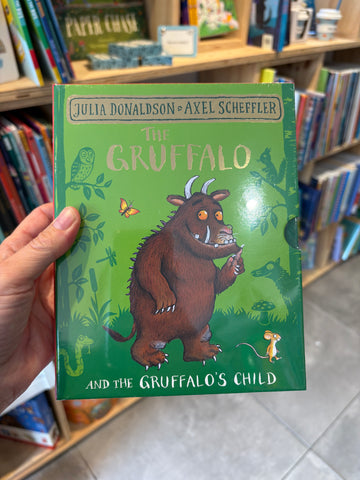 PAPER CHASE
JULIA DONALDSON • AXEL SCHEFFLER
THE
GRUFFALO
AND THE GRUFFALO'S CHILD